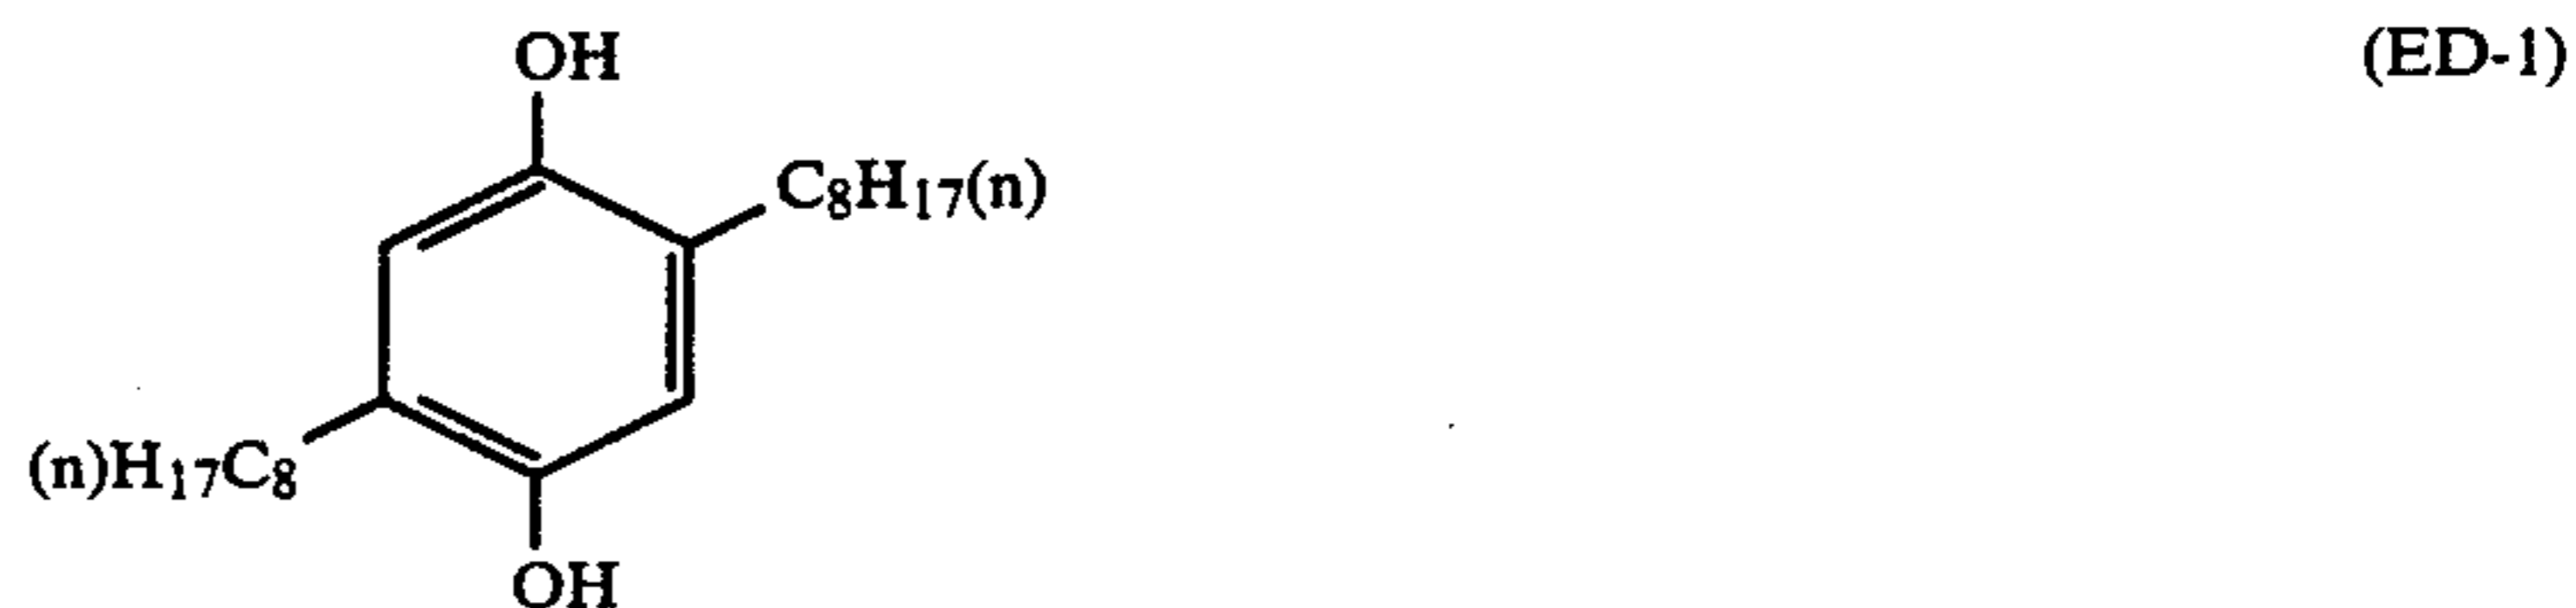 OH
(ED-1)
C₈H₁₇(n)
(n)H₁₇C₈
OH